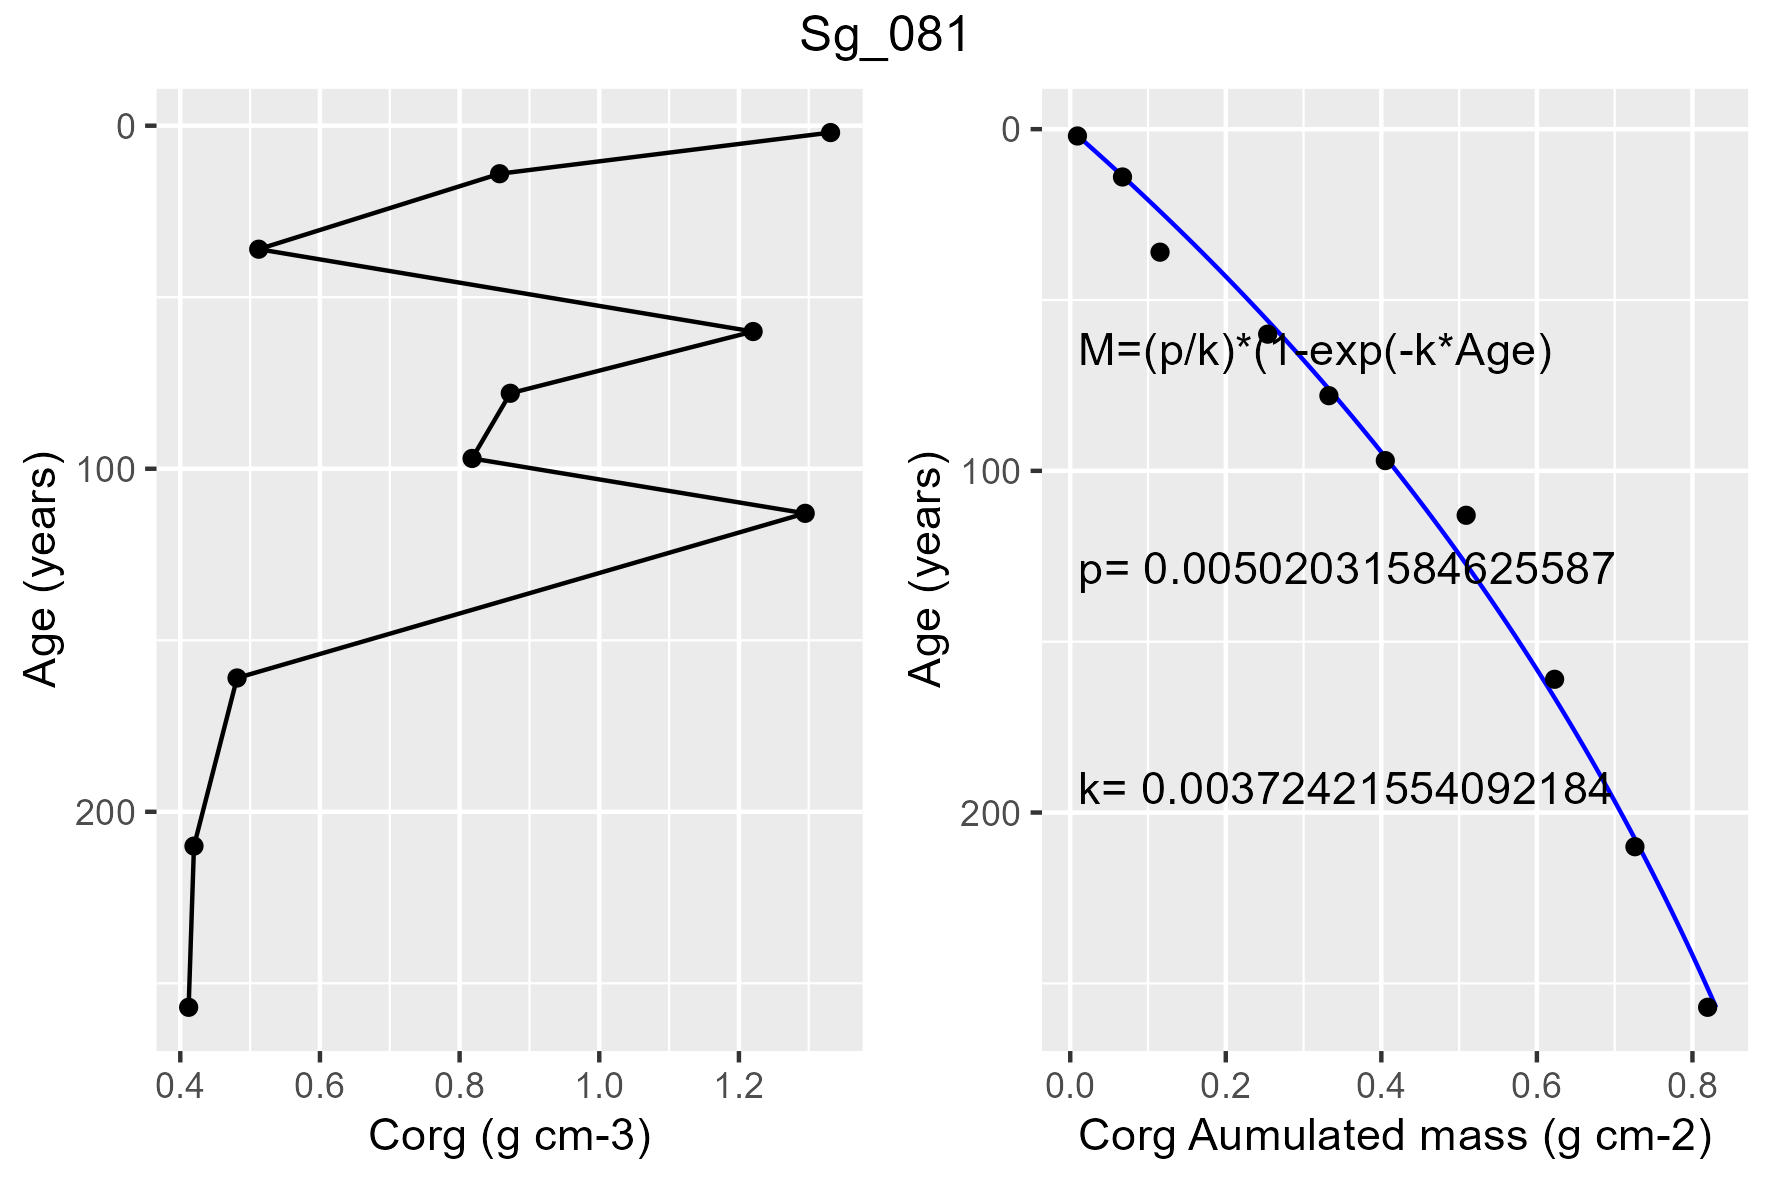 Sg_081
0
100
200
Age (years)
0.4 0.6 0.8 1.0 1.2
Corg (g cm-3)
0
100
200
Age (years)
M=(p/k)*(1-exp(-k*Age)
p= 0.00502031584625587
k= 0.00372421554092184
0.0 0.2 0.4 0.6 0.8
Corg Aumulated mass (g cm-2)